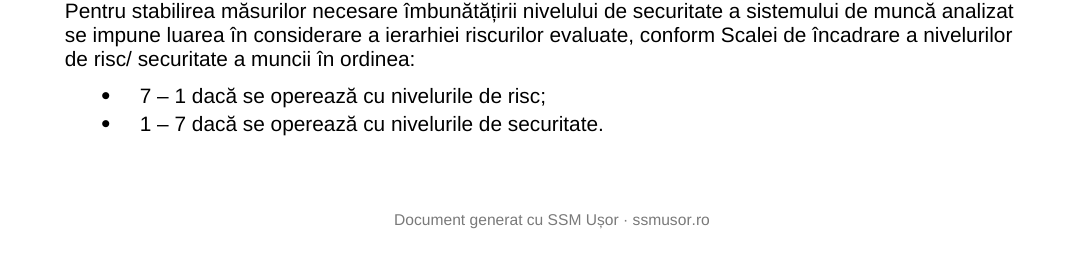 Pentru stabilirea măsurilor necesare îmbunătățirii nivelului de securitate a sistemului de muncă analizat
se impune luarea în considerare a ierarhiei riscurilor evaluate, conform Scalei de încadrare a nivelurilor
de risc/ securitate a muncii în ordinea:
• 7 – 1 dacă se operează cu nivelurile de risc;
• 1 – 7 dacă se operează cu nivelurile de securitate.
Document generat cu SSM Ușor · ssmusor.ro